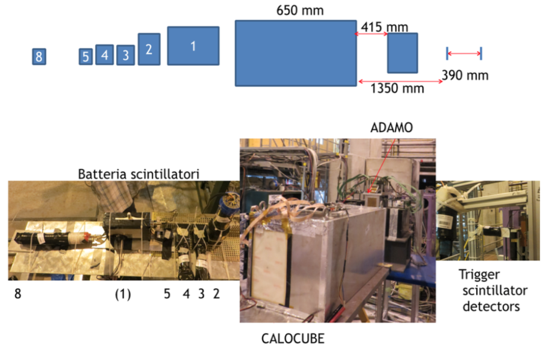 650 mm
415 mm
8
5
4
3
2
1
390 mm
1350 mm
ADAMO
Batteria scintillatori
8 (1) 5 4 3 2
Trigger
scintillator
detectors
CALOCUBE